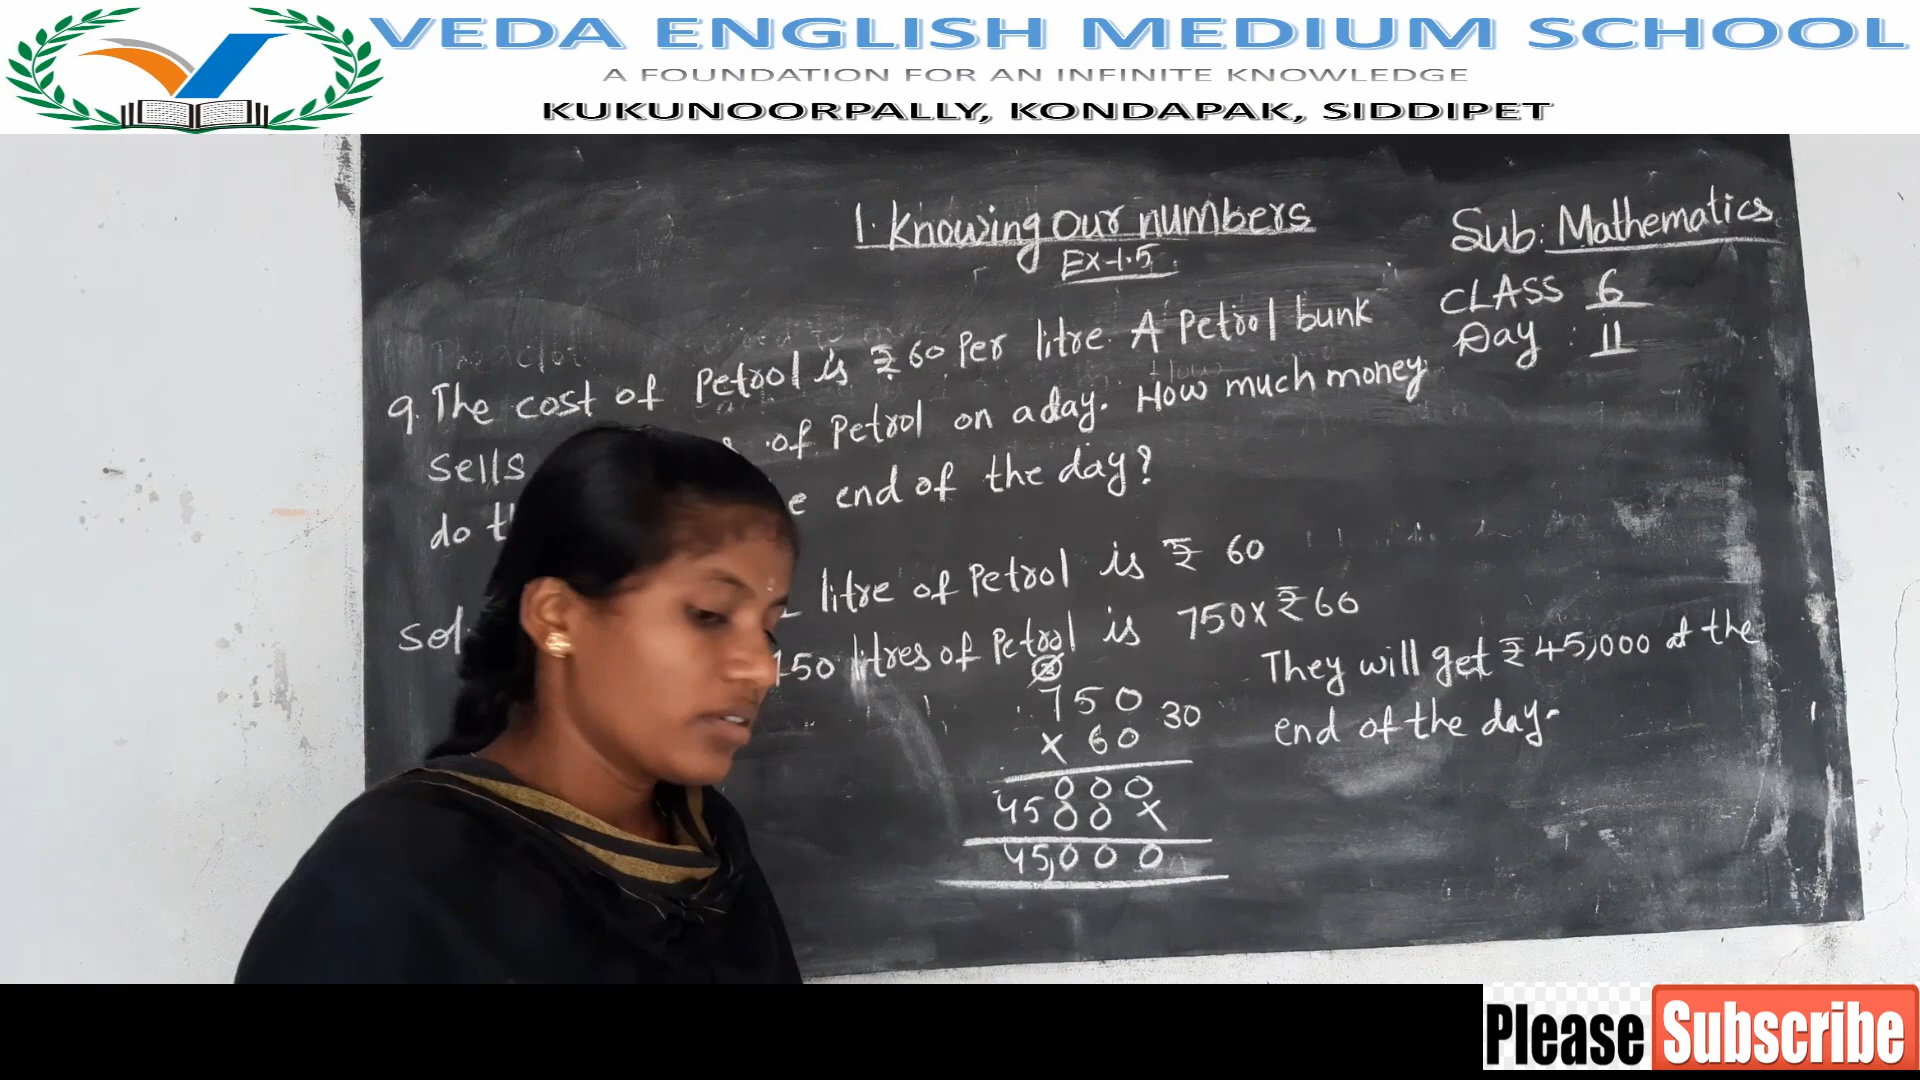 VEDA ENGLISH MEDIUM SCHOOL
A FOUNDATION FOR AN INFINITE KNOWLEDGE
KUKUNOORPALLY, KONDAPAK, SIDDIPET
1. Knowing our numbers
Ex-1.5
Sub: Mathematics
CLASS 6
Day : 11
9. The cost of Petrol is ₹ 60 Per litre. A Petrol bunk
sells of Petrol on a day. How much money
do end of the day?
Sol. litre of Petrol is ₹ 60
750 litres of Petrol is 750 x ₹ 60
750
x 60 30
000
4500x
45,000
They will get ₹ 45,000 at the
end of the day.
Please Subscribe